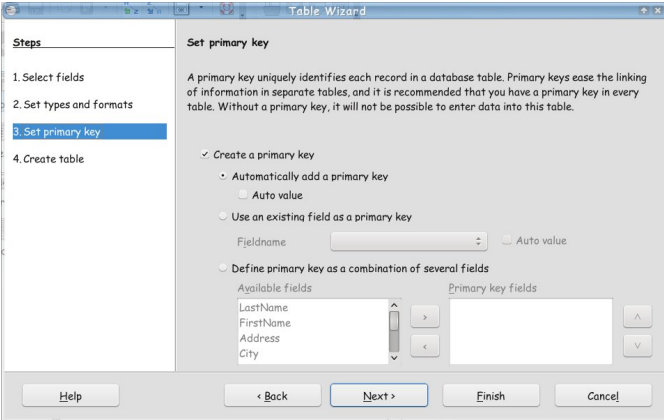 Table Wizard
Steps
1. Select fields
2. Set types and formats
3. Set primary key
4. Create table
Set primary key
A primary key uniquely identifies each record in a database table. Primary keys ease the linking
of information in separate tables, and it is recommended that you have a primary key in every
table. Without a primary key, it will not be possible to enter data into this table.
Create a primary key
Automatically add a primary key
Auto value
Use an existing field as a primary key
Fieldname
Auto value
Define primary key as a combination of several fields
Available fields
Primary key fields
LastName
FirstName
Address
City
>
<
Help
< Back
Next >
Finish
Cancel